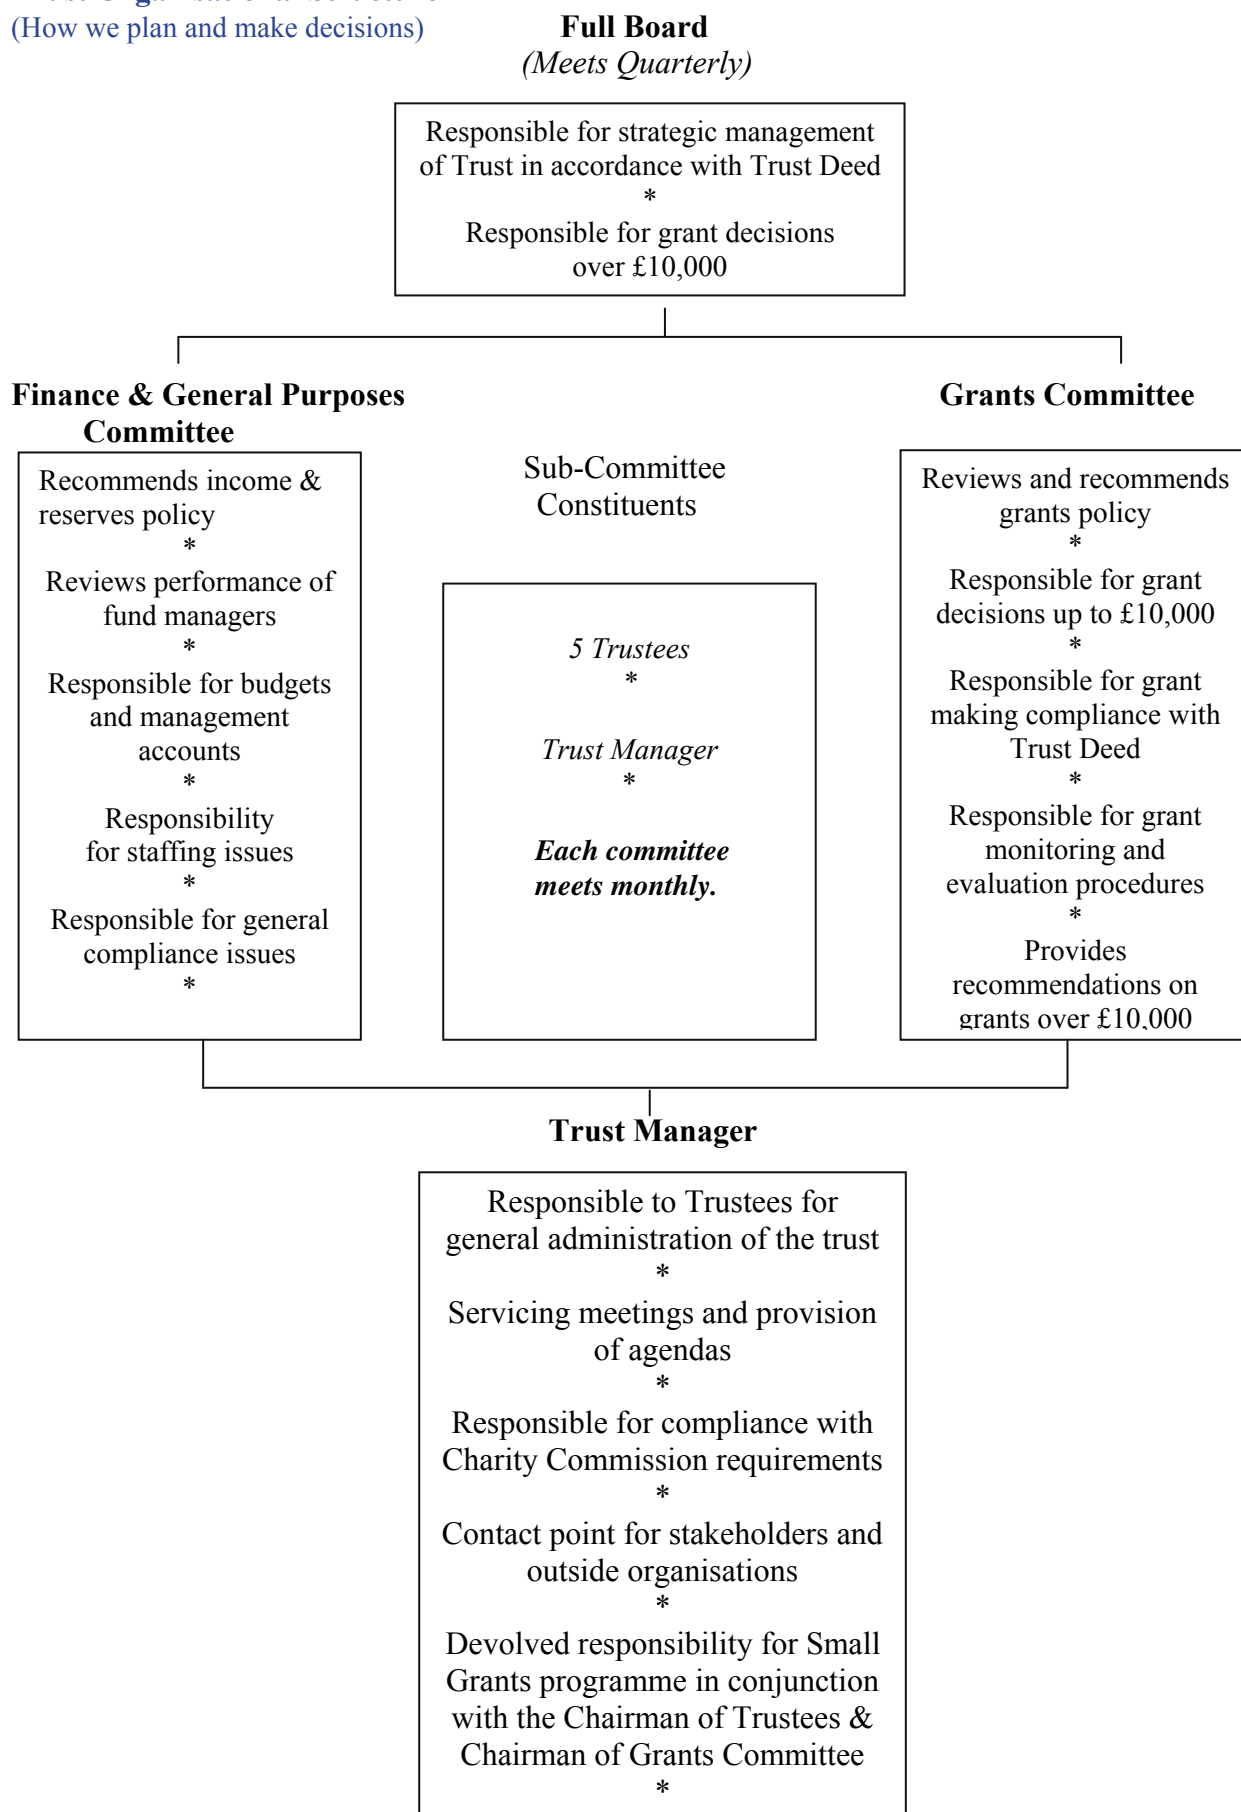 (How we plan and make decisions)
Full Board
(Meets Quarterly)
Responsible for strategic management
of Trust in accordance with Trust Deed
*
Responsible for grant decisions
over £10,000
Finance & General Purposes
Committee
Recommends income &
reserves policy
*
Reviews performance of
fund managers
*
Responsible for budgets
and management
accounts
*
Responsibility
for staffing issues
*
Responsible for general
compliance issues
*
Sub-Committee
Constituents
5 Trustees
*
Trust Manager
*
Each committee
meets monthly.
Grants Committee
Reviews and recommends
grants policy
*
Responsible for grant
decisions up to £10,000
*
Responsible for grant
making compliance with
Trust Deed
*
Responsible for grant
monitoring and
evaluation procedures
*
Provides
recommendations on
grants over £10,000
Trust Manager
Responsible to Trustees for
general administration of the trust
*
Servicing meetings and provision
of agendas
*
Responsible for compliance with
Charity Commission requirements
*
Contact point for stakeholders and
outside organisations
*
Devolved responsibility for Small
Grants programme in conjunction
with the Chairman of Trustees &
Chairman of Grants Committee
*